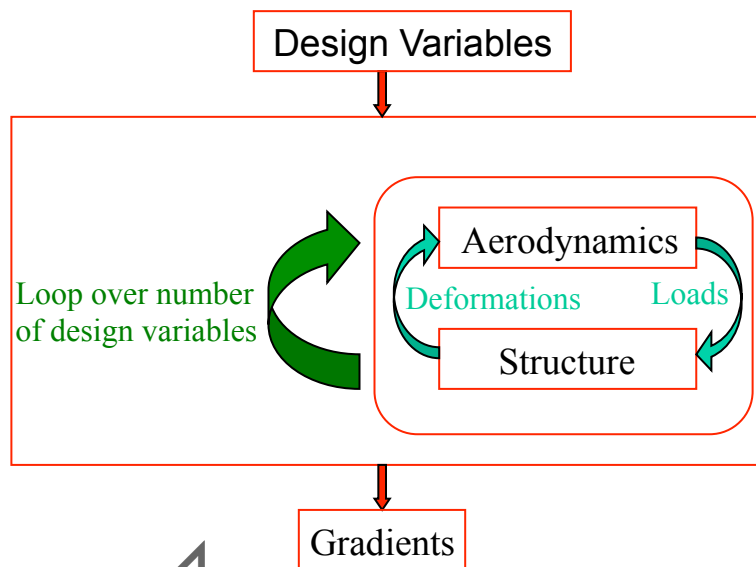 Design Variables
Aerodynamics
Loop over number
of design variables
Deformations
Loads
Structure
Gradients